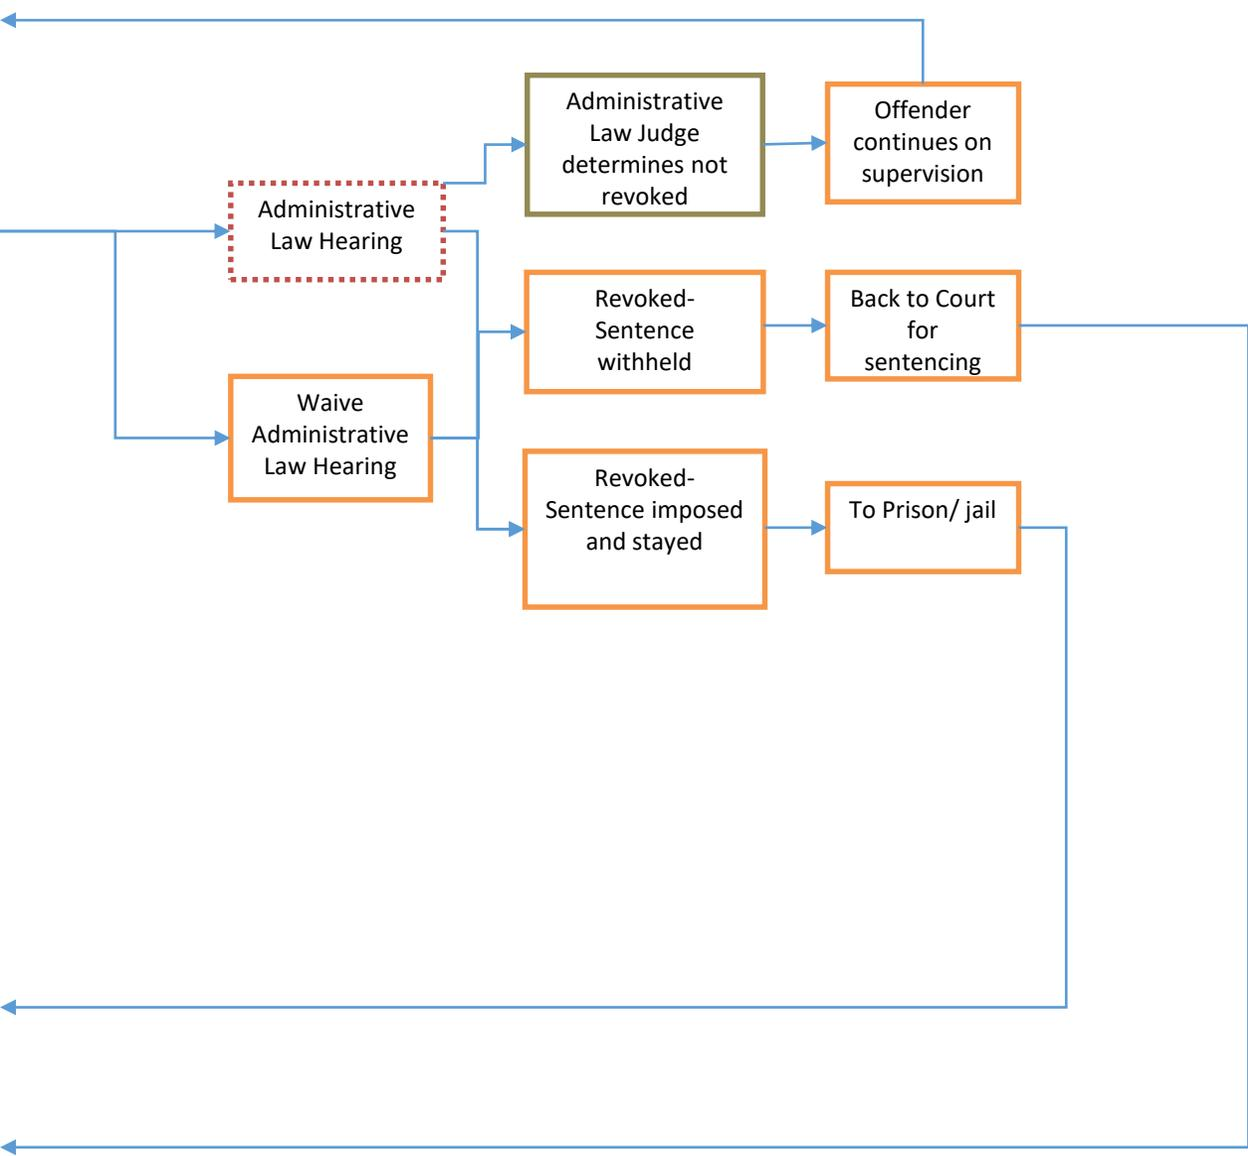 Administrative
Law Judge
determines not
revoked
Offender
continues on
supervision
Administrative
Law Hearing
Revoked-
Sentence
withheld
Back to Court
for
sentencing
Waive
Administrative
Law Hearing
Revoked-
Sentence imposed
and stayed
To Prison/ jail